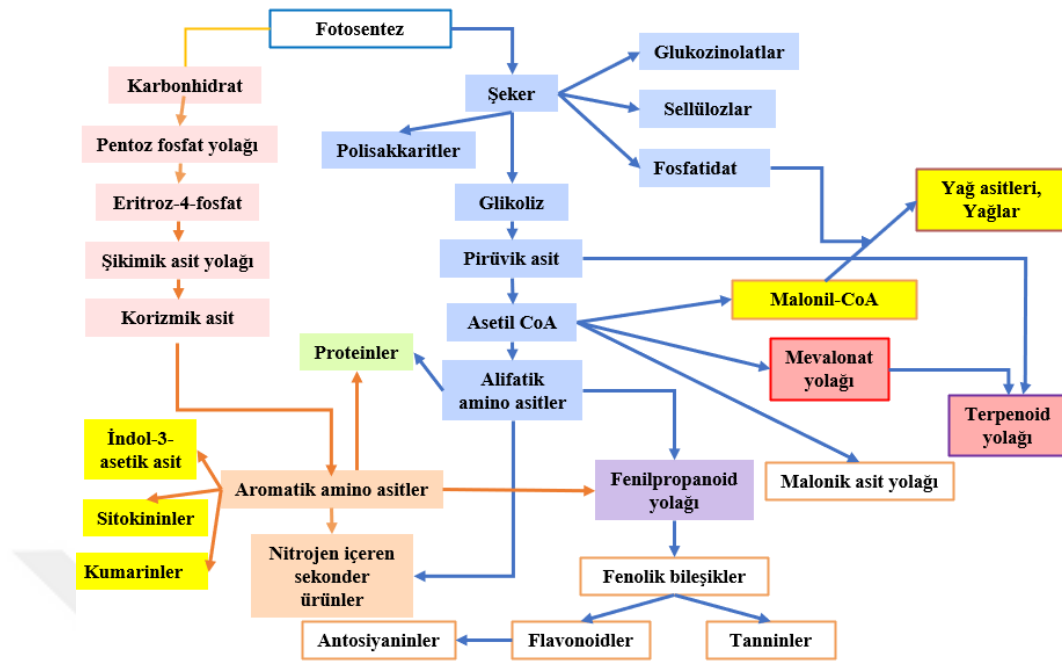 Fotosentez
Glukozinolatlar
Karbonhidrat
Şeker
Sellülozlar
Pentoz fosfat yolağı
Polisakkaritler
Fosfatidat
Yağ asitleri,
Yağlar
Eritroz-4-fosfat
Glikoliz
Şikimik asit yolağı
Pirüvik asit
Malonil-CoA
Korizmik asit
Asetil CoA
Proteinler
Mevalonat
yolağı
Alifatik
amino asitler
Terpenoid
yolağı
İndol-3-
asetik asit
Aromatik amino asitler
Fenilpropanoid
yolağı
Malonik asit yolağı
Sitokininler
Kumarinler
Nitrojen içeren
sekonder
ürünler
Fenolik bileşikler
Antosiyaninler
Flavonoidler
Tanninler